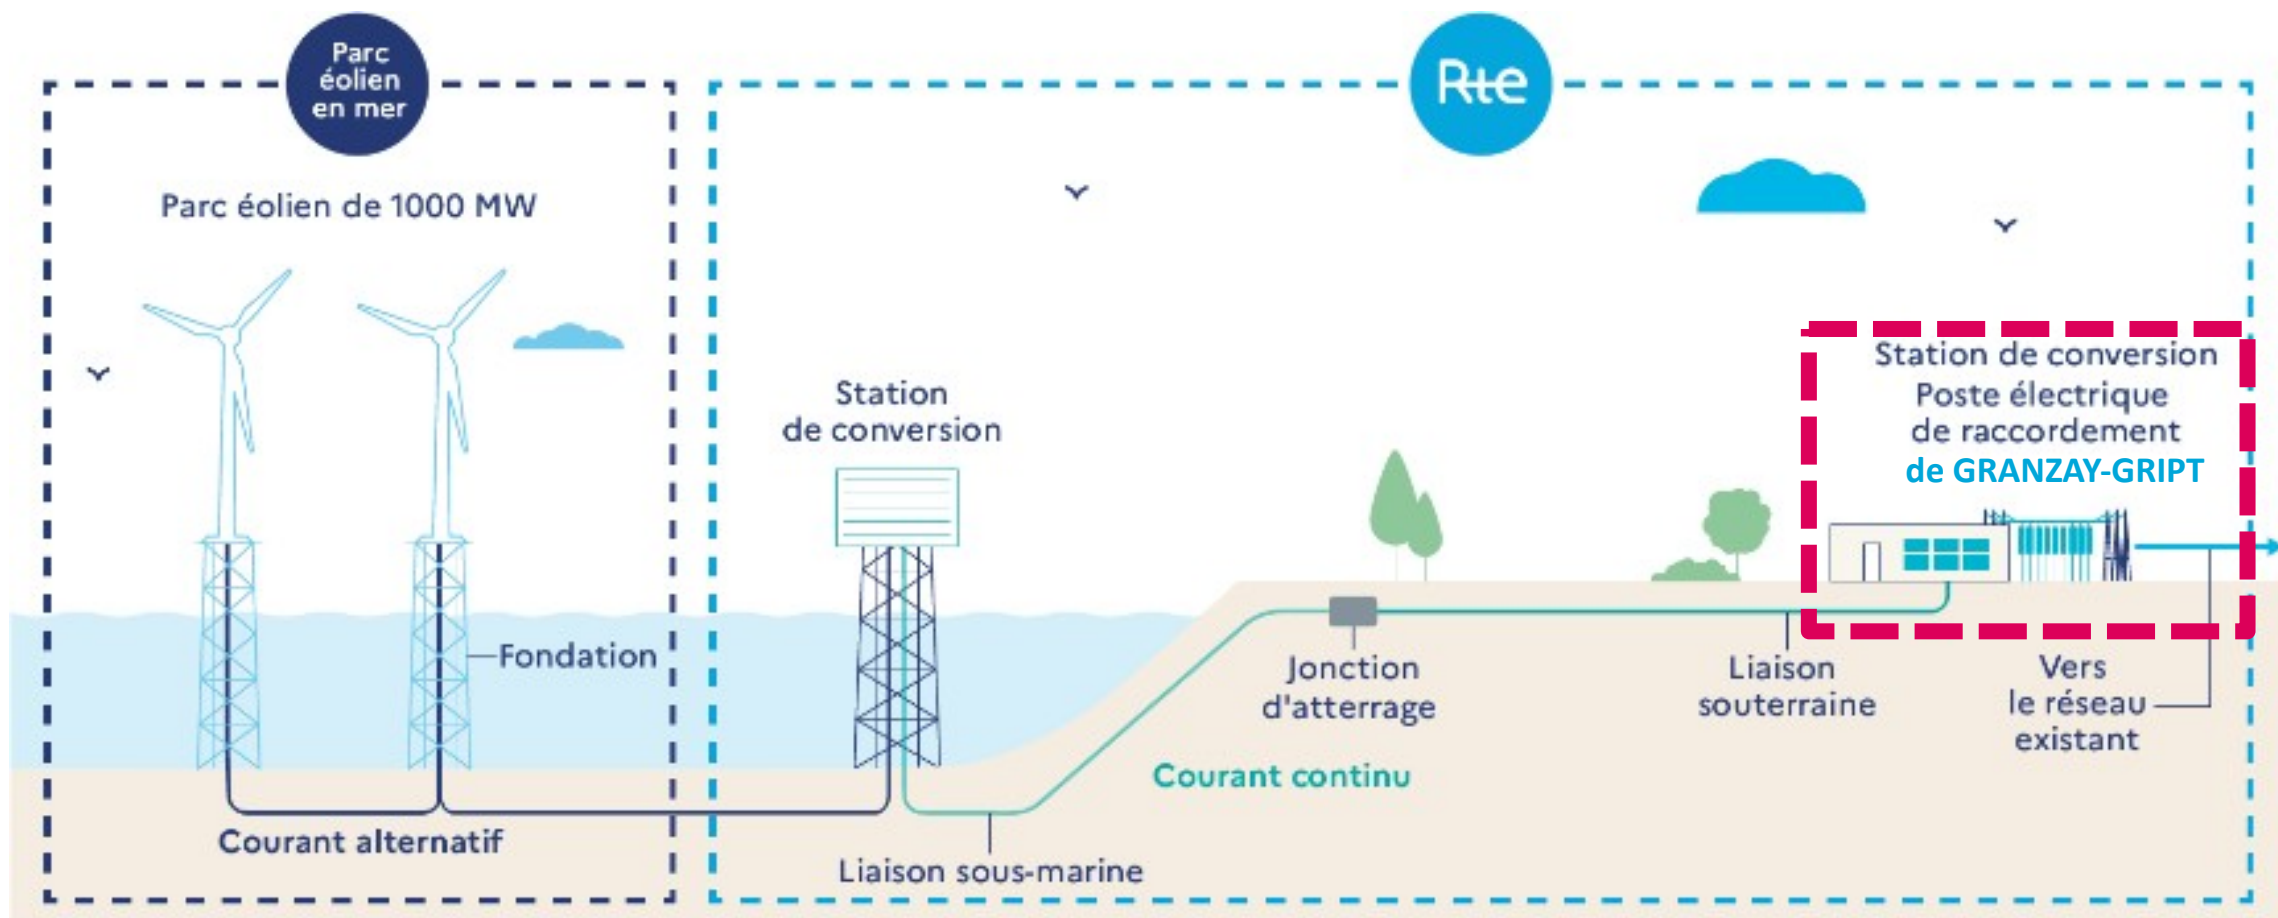 Parc
éolien
en mer
Rte
Parc éolien de 1000 MW
Station
de conversion
Station de conversion
Poste électrique
de raccordement
de GRANZAY-GRIPT
Fondation
Jonction
d'atterrage
Liaison
souterraine
Vers
le réseau
existant
Courant continu
Courant alternatif
Liaison sous-marine